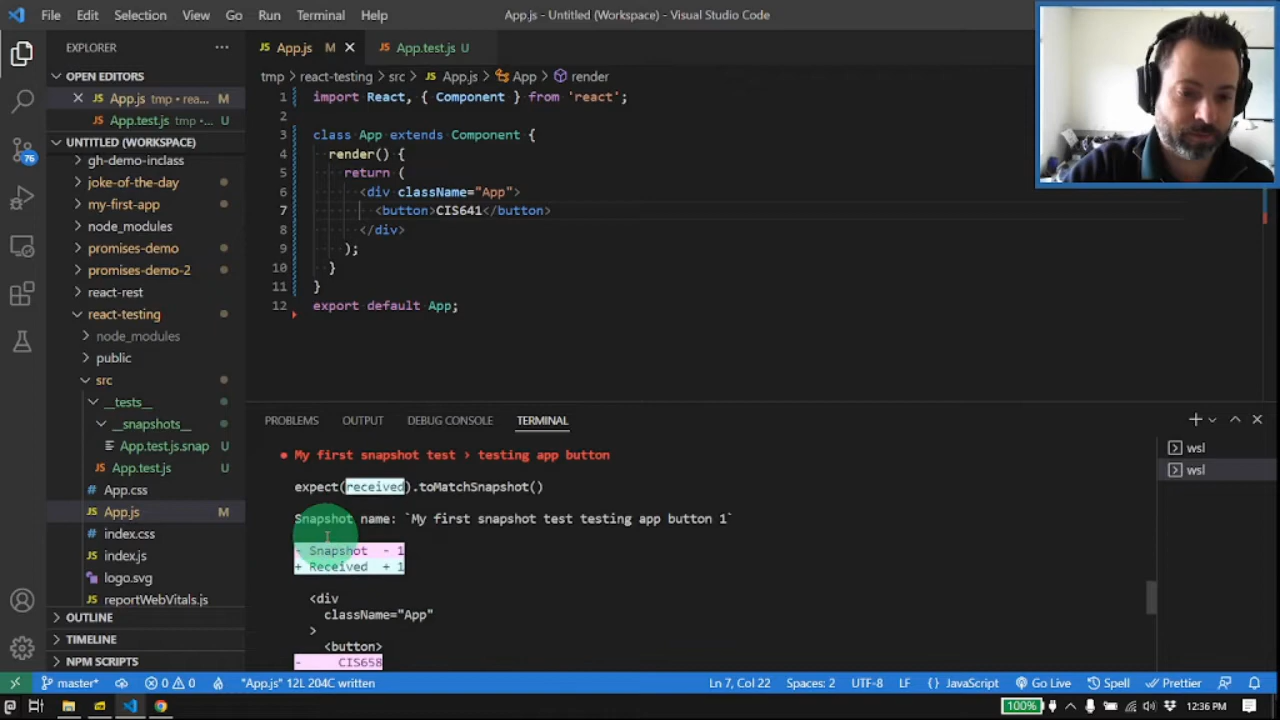 File Edit Selection View Go Run Terminal Help
App.js - Untitled (Workspace) - Visual Studio Code
EXPLORER
OPEN EDITORS
App.js tmp • rea... M
App.test.js tmp • ... U
UNTITLED (WORKSPACE)
gh-demo-inclass
joke-of-the-day
my-first-app
node_modules
promises-demo
promises-demo-2
react-rest
react-testing
node_modules
public
src
__tests__
__snapshots__
App.test.js.snap U
JS App.test.js U
App.css
JS App.js M
index.css
JS index.js
logo.svg
JS reportWebVitals.js
OUTLINE
TIMELINE
NPM SCRIPTS
76
JS App.js M
JS App.test.js U
tmp > react-testing > src > JS App.js > App > render
1 import React, { Component } from 'react';
2
3 class App extends Component {
4 render() {
5 return (
6 <div className="App">
7 <button>CIS641</button>
8 </div>
9 );
10 }
11 }
12 export default App;
PROBLEMS OUTPUT DEBUG CONSOLE TERMINAL
wsl
wsl
● My first snapshot test › testing app button
expect(received).toMatchSnapshot()
Snapshot name: `My first snapshot test testing app button 1`
- Snapshot - 1
+ Received + 1
<div
className="App"
>
<button>
- CIS658
master* 0 0 "App.js" 12L 204C written Ln 7, Col 22 Spaces: 2 UTF-8 LF { } JavaScript Go Live Spell Prettier
100% 12:36 PM